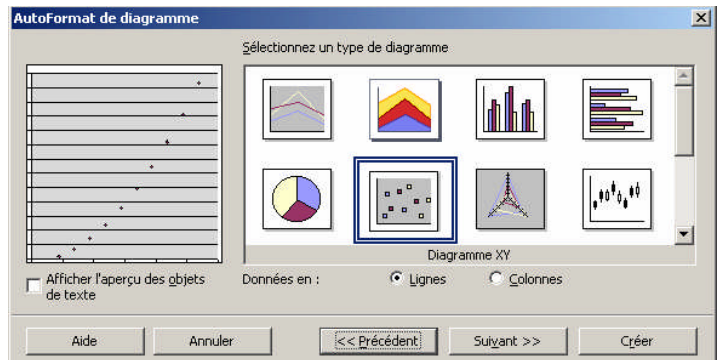 AutoFormat de diagramme
Sélectionnez un type de diagramme
Diagramme XY
Afficher l'aperçu des objets
de texte
Données en :
Lignes
Colonnes
Aide
Annuler
<< Précédent
Suivant >>
Créer